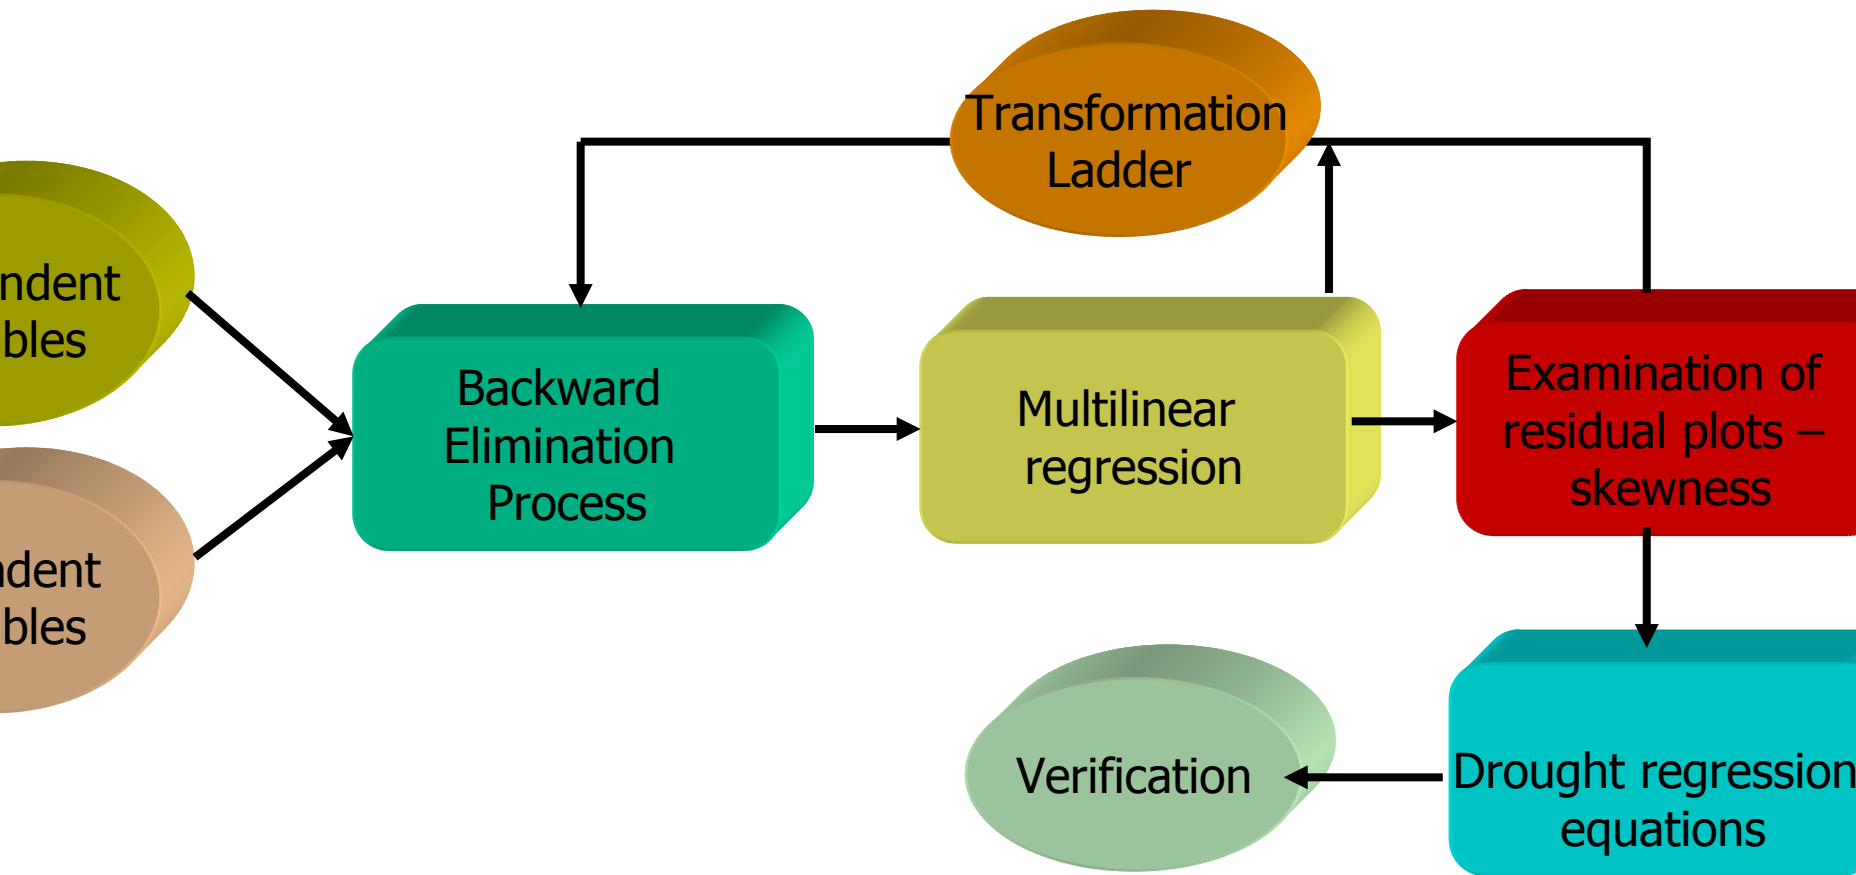 Transformation
Ladder
ndent
bles
Backward
Elimination
Process
Multilinear
regression
Examination of
residual plots –
skewness
dent
bles
Verification
Drought regression
equations